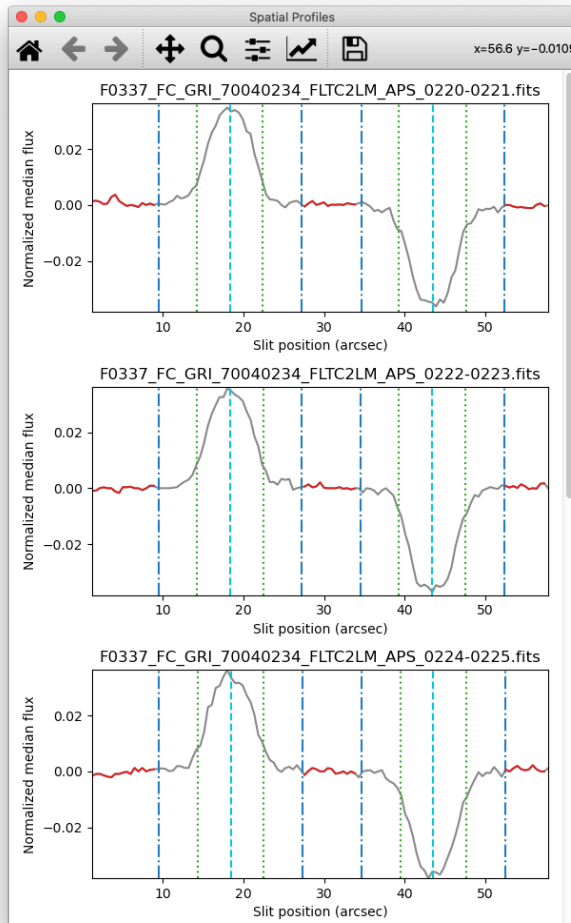 Spatial Profiles
x=56.6 y=-0.0109
F0337_FC_GRI_70040234_FLTC2LM_APS_0220-0221.fits
Normalized median flux
0.02
0.00
−0.02
10 20 30 40 50
Slit position (arcsec)
F0337_FC_GRI_70040234_FLTC2LM_APS_0222-0223.fits
Normalized median flux
0.02
0.00
−0.02
10 20 30 40 50
Slit position (arcsec)
F0337_FC_GRI_70040234_FLTC2LM_APS_0224-0225.fits
Normalized median flux
0.02
0.00
−0.02
10 20 30 40 50
Slit position (arcsec)